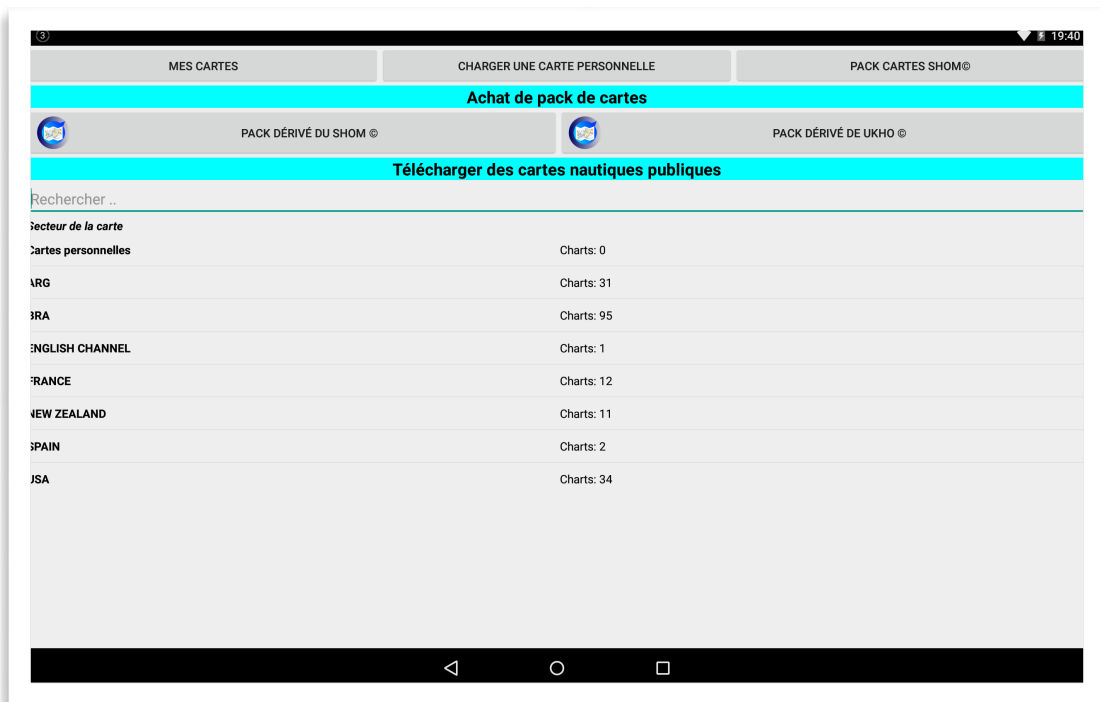 3 19:40
MES CARTES CHARGER UNE CARTE PERSONNELLE PACK CARTES SHOM©
Achat de pack de cartes
PACK DÉRIVÉ DU SHOM © PACK DÉRIVÉ DE UKHO ©
Télécharger des cartes nautiques publiques
Rechercher ..
Secteur de la carte
Cartes personnelles Charts: 0
ARG Charts: 31
BRA Charts: 95
ENGLISH CHANNEL Charts: 1
FRANCE Charts: 12
NEW ZEALAND Charts: 11
SPAIN Charts: 2
USA Charts: 34